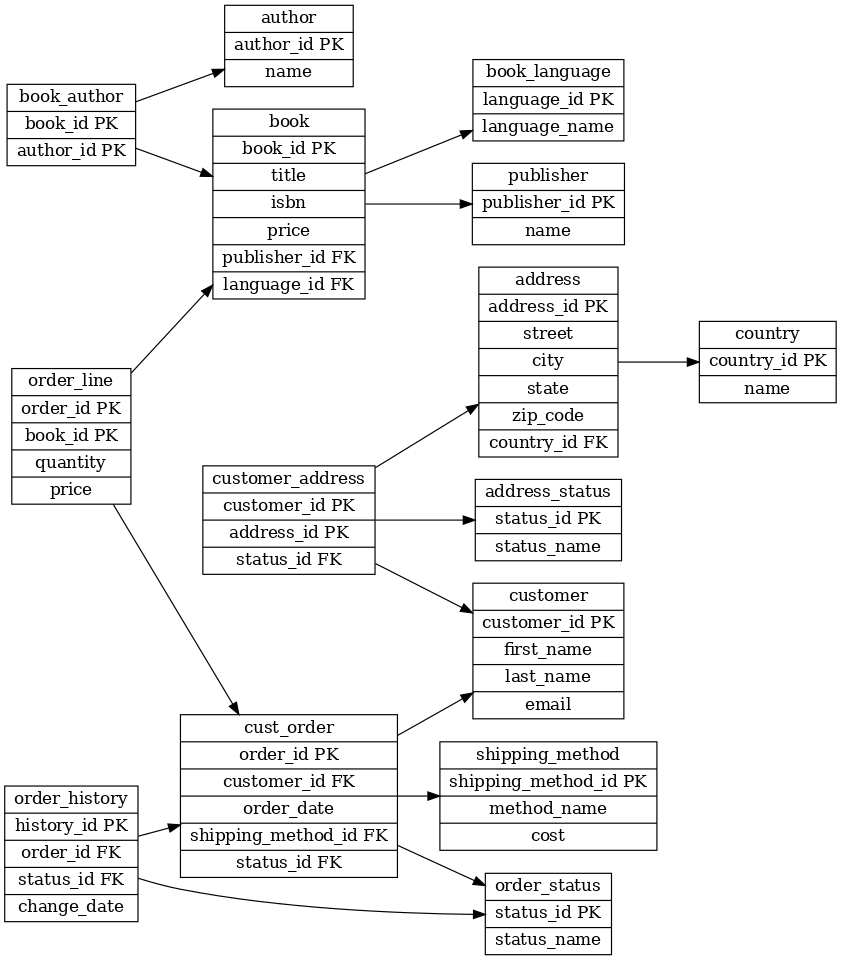 author
author_id PK
name
book_author
book_id PK
author_id PK
book
book_id PK
title
isbn
price
publisher_id FK
language_id FK
book_language
language_id PK
language_name
publisher
publisher_id PK
name
address
address_id PK
street
city
state
zip_code
country_id FK
country
country_id PK
name
order_line
order_id PK
book_id PK
quantity
price
customer_address
customer_id PK
address_id PK
status_id FK
address_status
status_id PK
status_name
customer
customer_id PK
first_name
last_name
email
cust_order
order_id PK
customer_id FK
order_date
shipping_method_id FK
status_id FK
shipping_method
shipping_method_id PK
method_name
cost
order_history
history_id PK
order_id FK
status_id FK
change_date
order_status
status_id PK
status_name